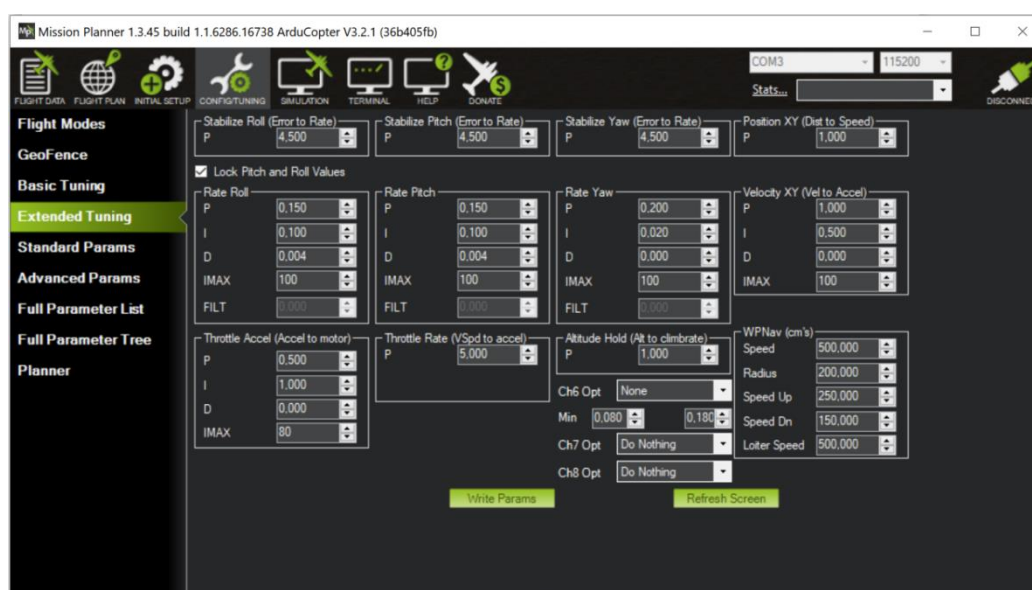 Mission Planner 1.3.45 build 1.1.6286.16738 ArduCopter V3.2.1 (36b405fb)
FLIGHT DATA FLIGHT PLAN INITIAL SETUP CONFIG/TUNING SIMULATION TERMINAL HELP DONATE
COM3 115200
Stats...
DISCONNE
Flight Modes
GeoFence
Basic Tuning
Extended Tuning
Standard Params
Advanced Params
Full Parameter List
Full Parameter Tree
Planner
Stabilize Roll (Error to Rate)
P 4,500
Stabilize Pitch (Error to Rate)
P 4,500
Stabilize Yaw (Error to Rate)
P 4,500
Position XY (Dist to Speed)
P 1,000
Lock Pitch and Roll Values
Rate Roll
P 0,150
I 0,100
D 0,004
IMAX 100
FILT 0,000
Rate Pitch
P 0,150
I 0,100
D 0,004
IMAX 100
FILT 0,000
Rate Yaw
P 0,200
I 0,020
D 0,000
IMAX 100
FILT 0,000
Velocity XY (Vel to Accel)
P 1,000
I 0,500
D 0,000
IMAX 100
Throttle Accel (Accel to motor)
P 0,500
I 1,000
D 0,000
IMAX 80
Throttle Rate (VSpd to accel)
P 5,000
Altitude Hold (Alt to climbrate)
P 1,000
Ch6 Opt None
Min 0,080 0,180
Ch7 Opt Do Nothing
Ch8 Opt Do Nothing
WPNav (cm's)
Speed 500,000
Radius 200,000
Speed Up 250,000
Speed Dn 150,000
Loiter Speed 500,000
Write Params
Refresh Screen